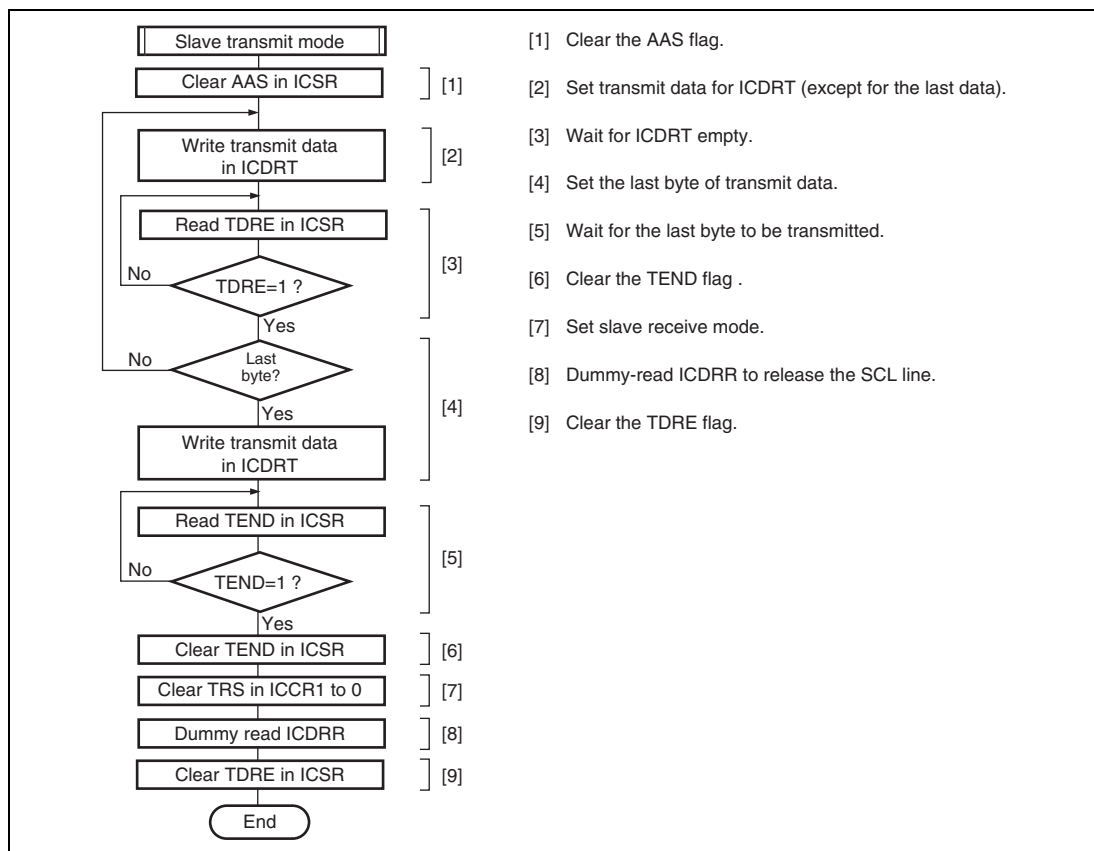 Slave transmit mode
Clear AAS in ICSR
[1]
Write transmit data
in ICDRT
[2]
Read TDRE in ICSR
No
TDRE=1 ?
[3]
Yes
No
Last
byte?
Yes
[4]
Write transmit data
in ICDRT
Read TEND in ICSR
No
TEND=1 ?
[5]
Yes
Clear TEND in ICSR
[6]
Clear TRS in ICCR1 to 0
[7]
Dummy read ICDRR
[8]
Clear TDRE in ICSR
[9]
End
[1] Clear the AAS flag.
[2] Set transmit data for ICDRT (except for the last data).
[3] Wait for ICDRT empty.
[4] Set the last byte of transmit data.
[5] Wait for the last byte to be transmitted.
[6] Clear the TEND flag .
[7] Set slave receive mode.
[8] Dummy-read ICDRR to release the SCL line.
[9] Clear the TDRE flag.